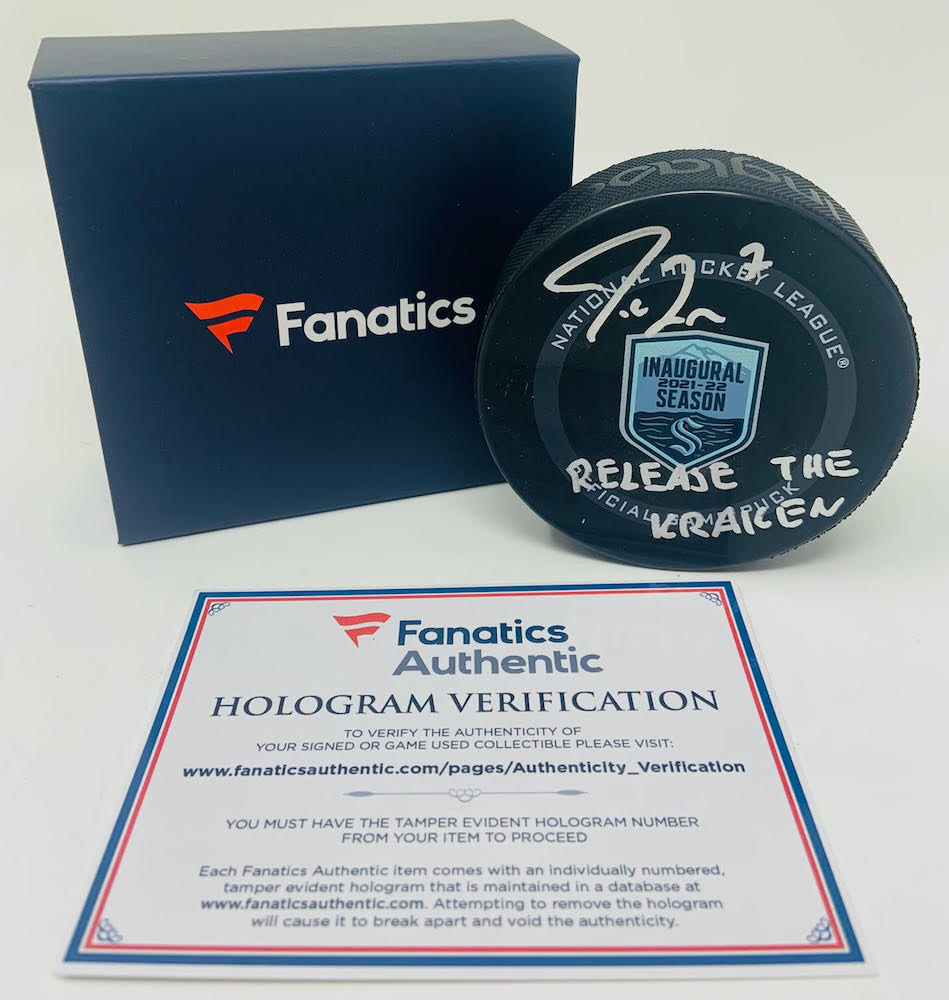 Fanatics
NATIONAL HOCKEY LEAGUE®
7
INAUGURAL
2021-22
SEASON
RELEASE THE
KRAKEN
OFFICIAL GAME PUCK
Fanatics
Authentic
HOLOGRAM VERIFICATION
TO VERIFY THE AUTHENTICITY OF
YOUR SIGNED OR GAME USED COLLECTIBLE PLEASE VISIT:
www.fanaticsauthentic.com/pages/Authenticity_Verification
YOU MUST HAVE THE TAMPER EVIDENT HOLOGRAM NUMBER
FROM YOUR ITEM TO PROCEED
Each Fanatics Authentic item comes with an individually numbered,
tamper evident hologram that is maintained in a database at
www.fanaticsauthentic.com. Attempting to remove the hologram
will cause it to break apart and void the authenticity.